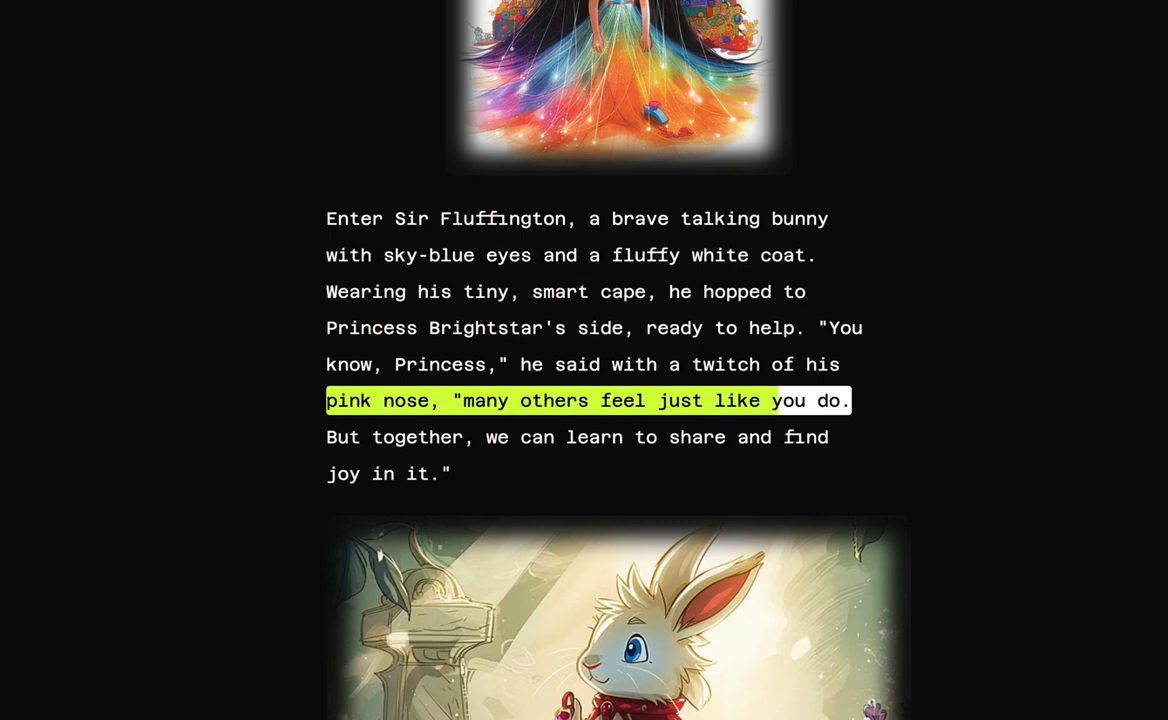 Enter Sir Fluffington, a brave talking bunny
with sky-blue eyes and a fluffy white coat.
Wearing his tiny, smart cape, he hopped to
Princess Brightstar's side, ready to help. "You
know, Princess," he said with a twitch of his
pink nose, "many others feel just like you do.
But together, we can learn to share and find
joy in it."